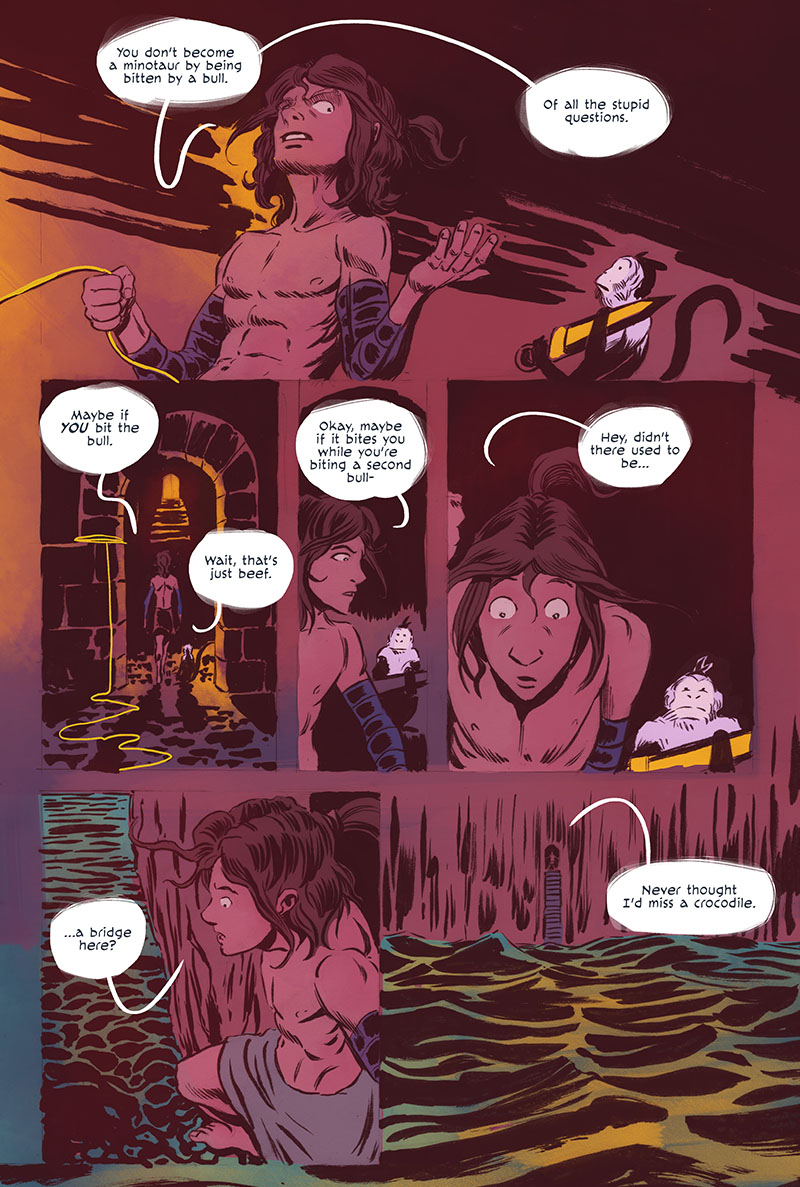 You don't become
a minotaur by being
bitten by a bull.
Of all the stupid
questions.
Maybe if
YOU bit the
bull.
Wait, that's
just beef.
Okay, maybe
if it bites you
while you're
biting a second
bull-
Hey, didn't
there used to
be...
...a bridge
here?
Never thought
I'd miss a crocodile.